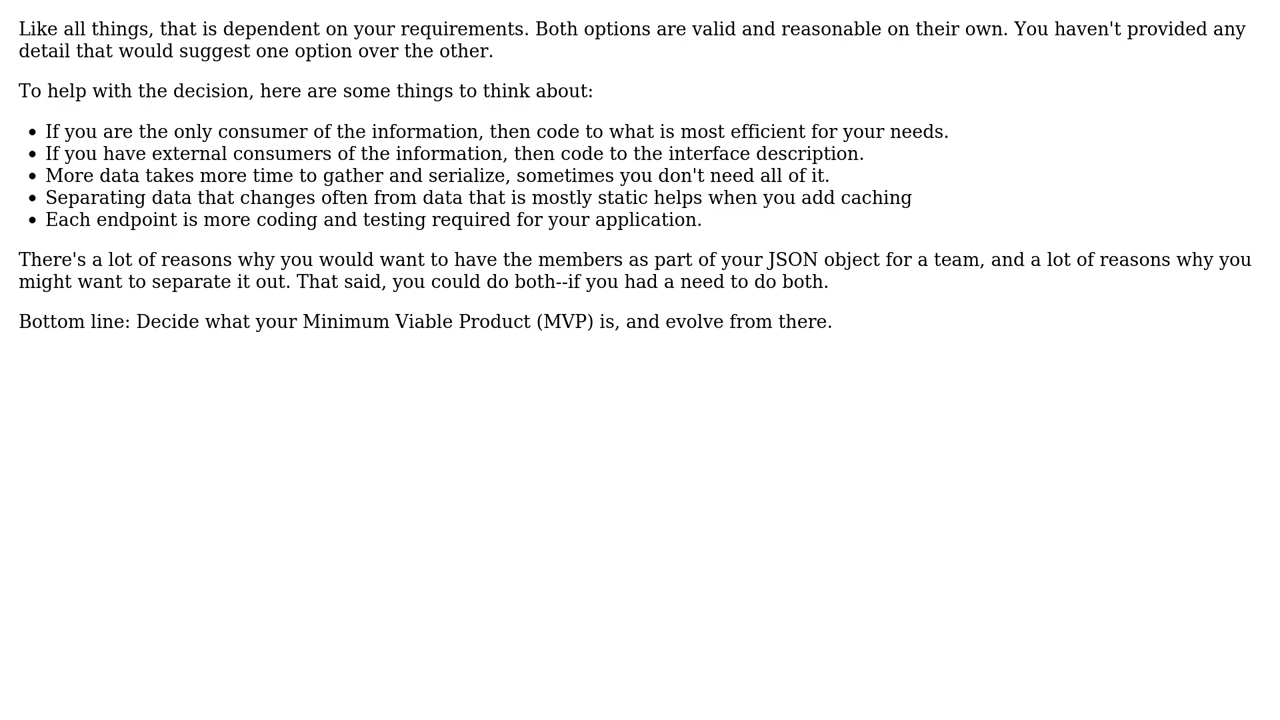 Like all things, that is dependent on your requirements. Both options are valid and reasonable on their own. You haven't provided any
detail that would suggest one option over the other.
To help with the decision, here are some things to think about:
• If you are the only consumer of the information, then code to what is most efficient for your needs.
• If you have external consumers of the information, then code to the interface description.
• More data takes more time to gather and serialize, sometimes you don't need all of it.
• Separating data that changes often from data that is mostly static helps when you add caching
• Each endpoint is more coding and testing required for your application.
There's a lot of reasons why you would want to have the members as part of your JSON object for a team, and a lot of reasons why you
might want to separate it out. That said, you could do both--if you had a need to do both.
Bottom line: Decide what your Minimum Viable Product (MVP) is, and evolve from there.